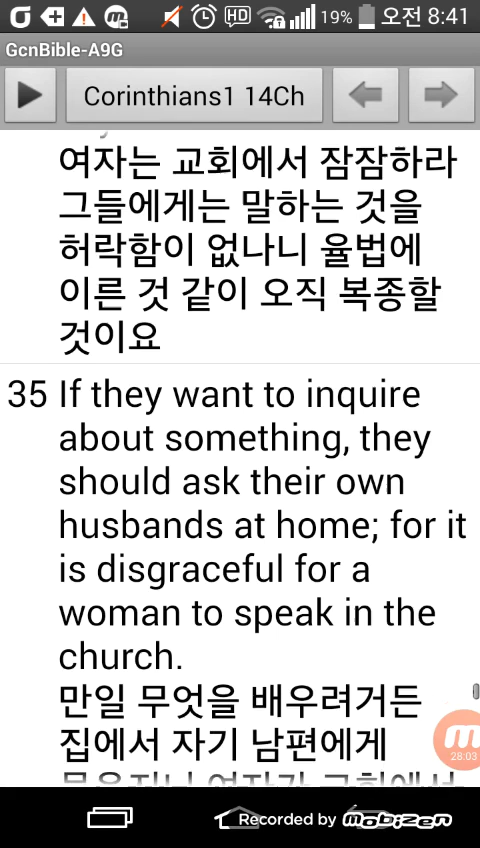 HD 19% 오전 8:41
GcnBible-A9G
Corinthians1 14Ch
여자는 교회에서 잠잠하라
그들에게는 말하는 것을
허락함이 없나니 율법에
이른 것 같이 오직 복종할
것이요
35 If they want to inquire
about something, they
should ask their own
husbands at home; for it
is disgraceful for a
woman to speak in the
church.
만일 무엇을 배우려거든
집에서 자기 남편에게
28:03
Recorded by mobizen